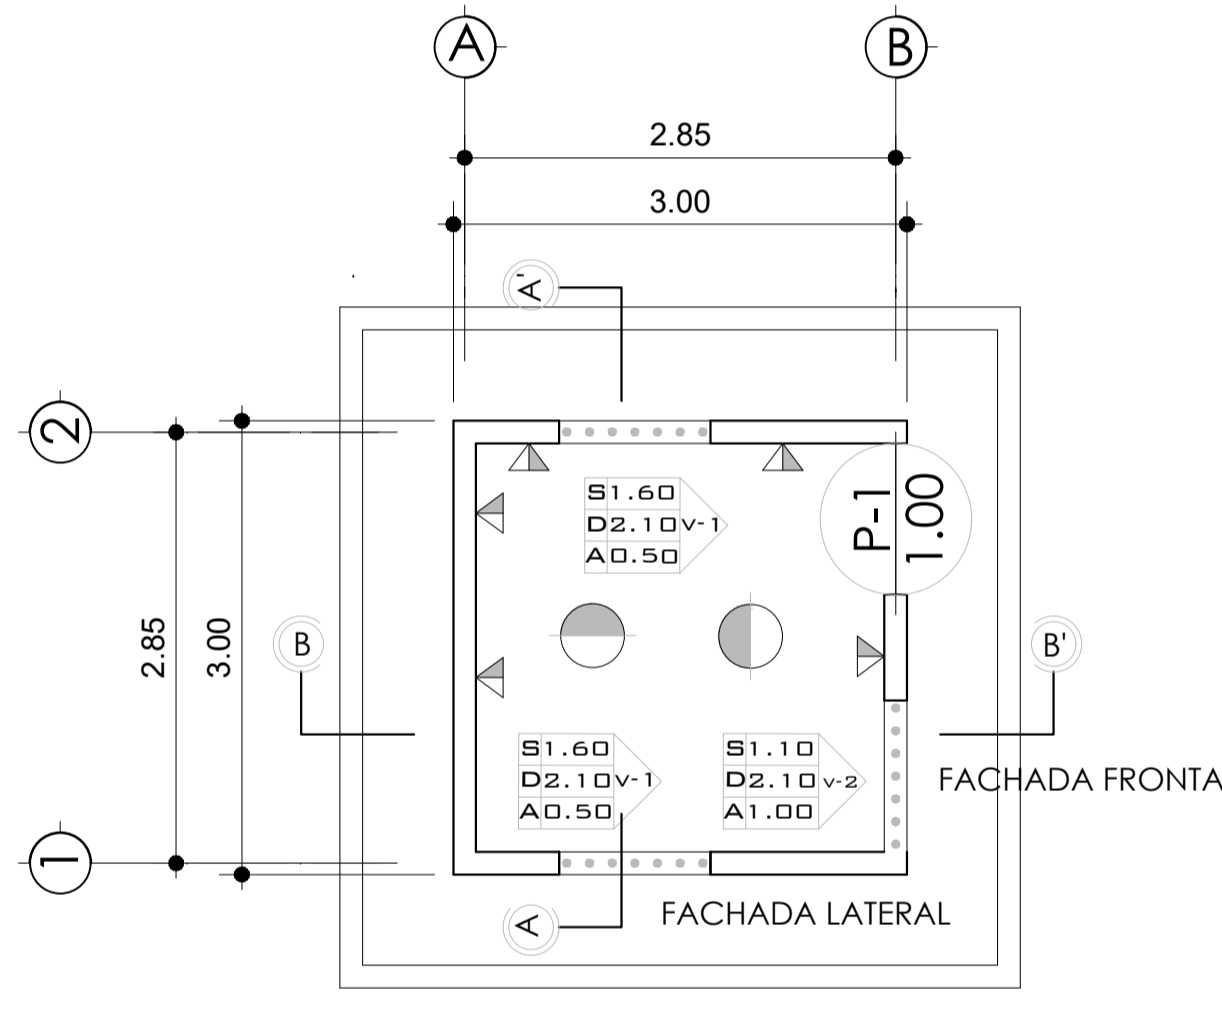 A
B
2.85
3.00
A'
2
S1.60
D2.10 v-1
A0.50
P-1
1.00
2.85
3.00
B
B'
S1.60
D2.10 v-1
A0.50
S1.10
D2.10 v-2
A1.00
FACHADA FRONTA
1
FACHADA LATERAL
A